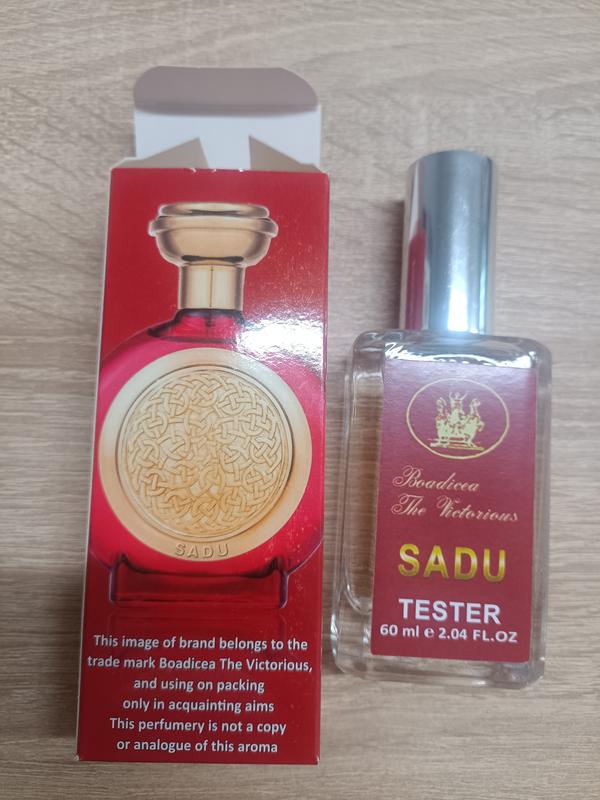 SADU
This image of brand belongs to the
trade mark Boadicea The Victorious,
and using on packing
only in acquainting aims
This perfumery is not a copy
or analogue of this aroma
Boadicea
The Victorious
SADU
TESTER
60 ml e 2.04 FL.OZ